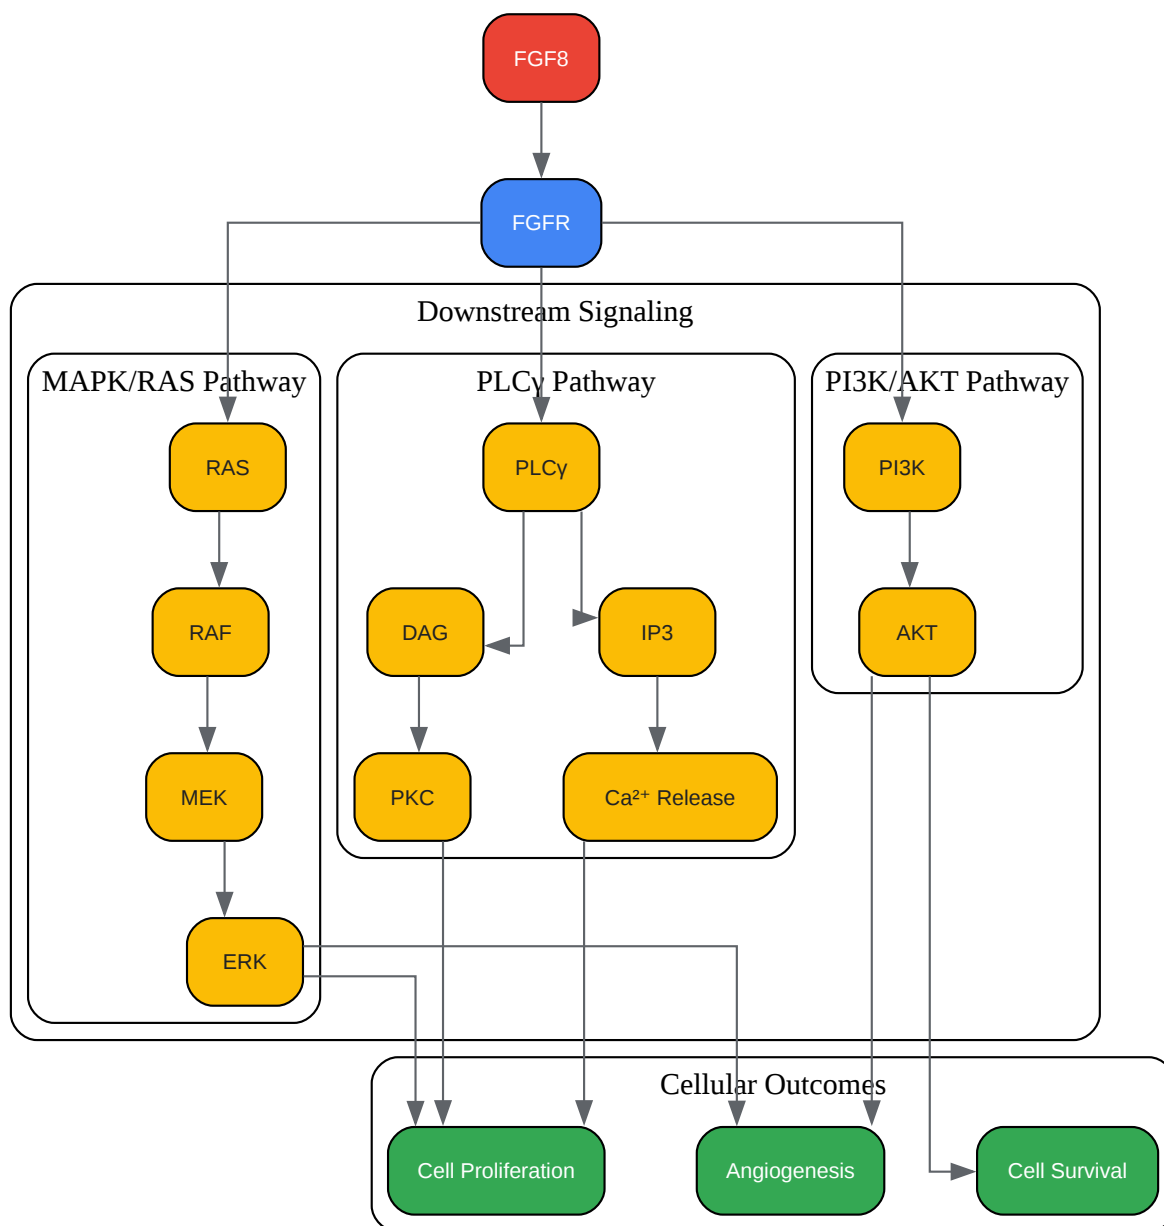 FGF8
FGFR
Downstream Signaling
MAPK/RAS Pathway
PLCγ Pathway
PI3K/AKT Pathway
RAS
PLCγ
PI3K
RAF
DAG
IP3
AKT
MEK
PKC
Ca²⁺ Release
ERK
Cellular Outcomes
Cell Proliferation
Angiogenesis
Cell Survival